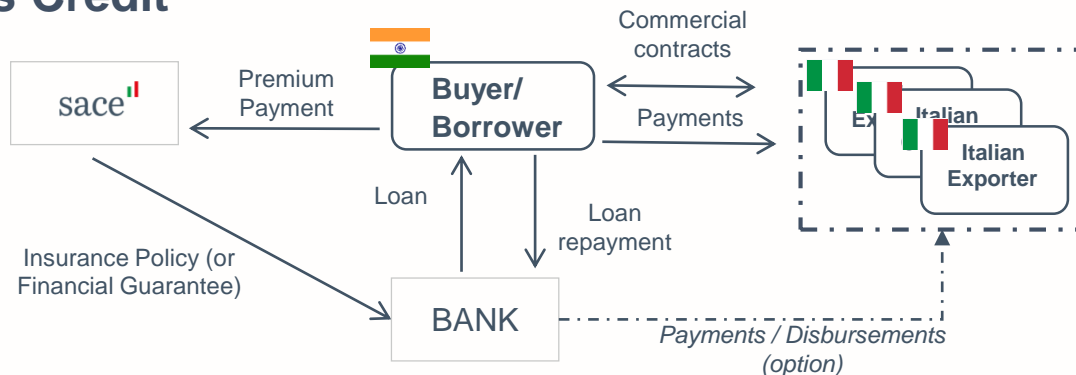 s Credit
sace
Premium
Payment
Buyer/
Borrower
Commercial
contracts
Payments
Ex
Italian
Italian
Exporter
Loan
Loan
repayment
Insurance Policy (or
Financial Guarantee)
BANK
Payments / Disbursements
(option)